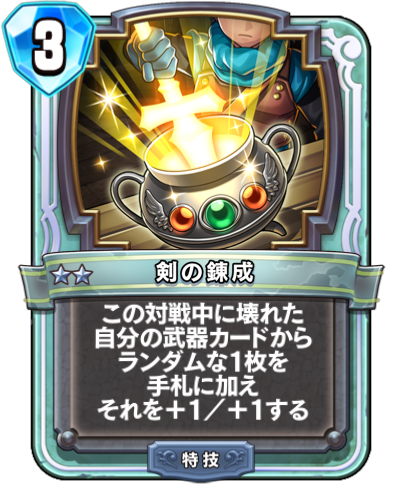 3
剣の錬成
この対戦中に壊れた
自分の武器カードから
ランダムな1枚を
手札に加え
それを＋1／＋1する
特技